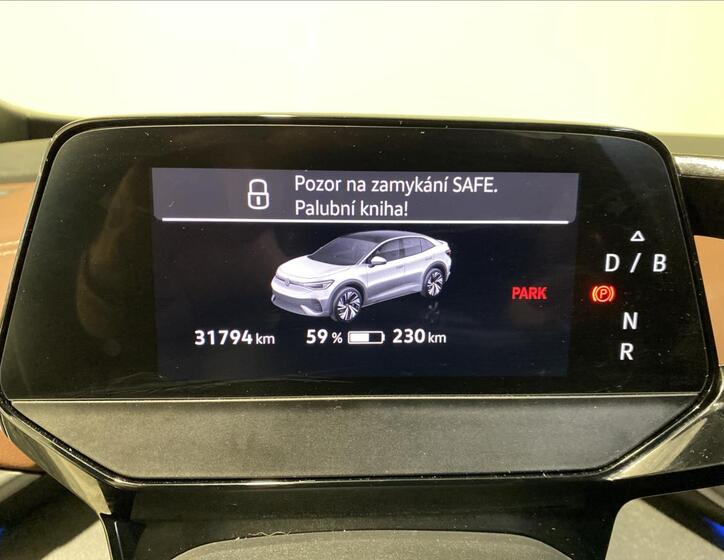 Pozor na zamykání SAFE.
Palubní kniha!
PARK
31794 km 59 % 230 km
D / B
P
N
R